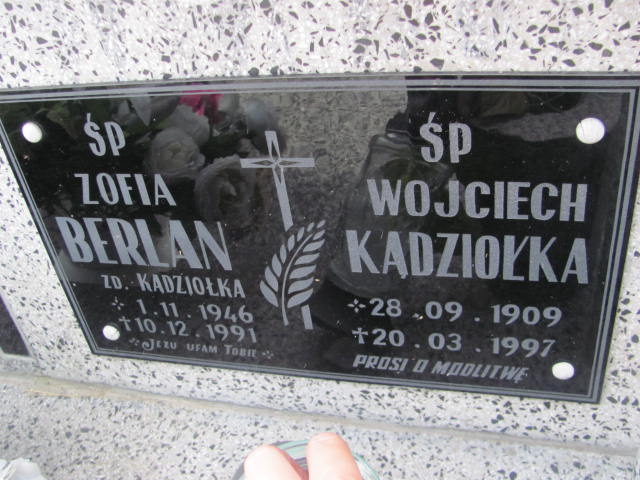 ŚP
ZOFIA
BERLAN
ZD. KĄDZIOŁKA
1.11.1946
10.12.1991
JEZU UFAM TOBIE
ŚP
WOJCIECH
KĄDZIOŁKA
28.09.1909
20.03.1997
PROSI O MODLITWĘ